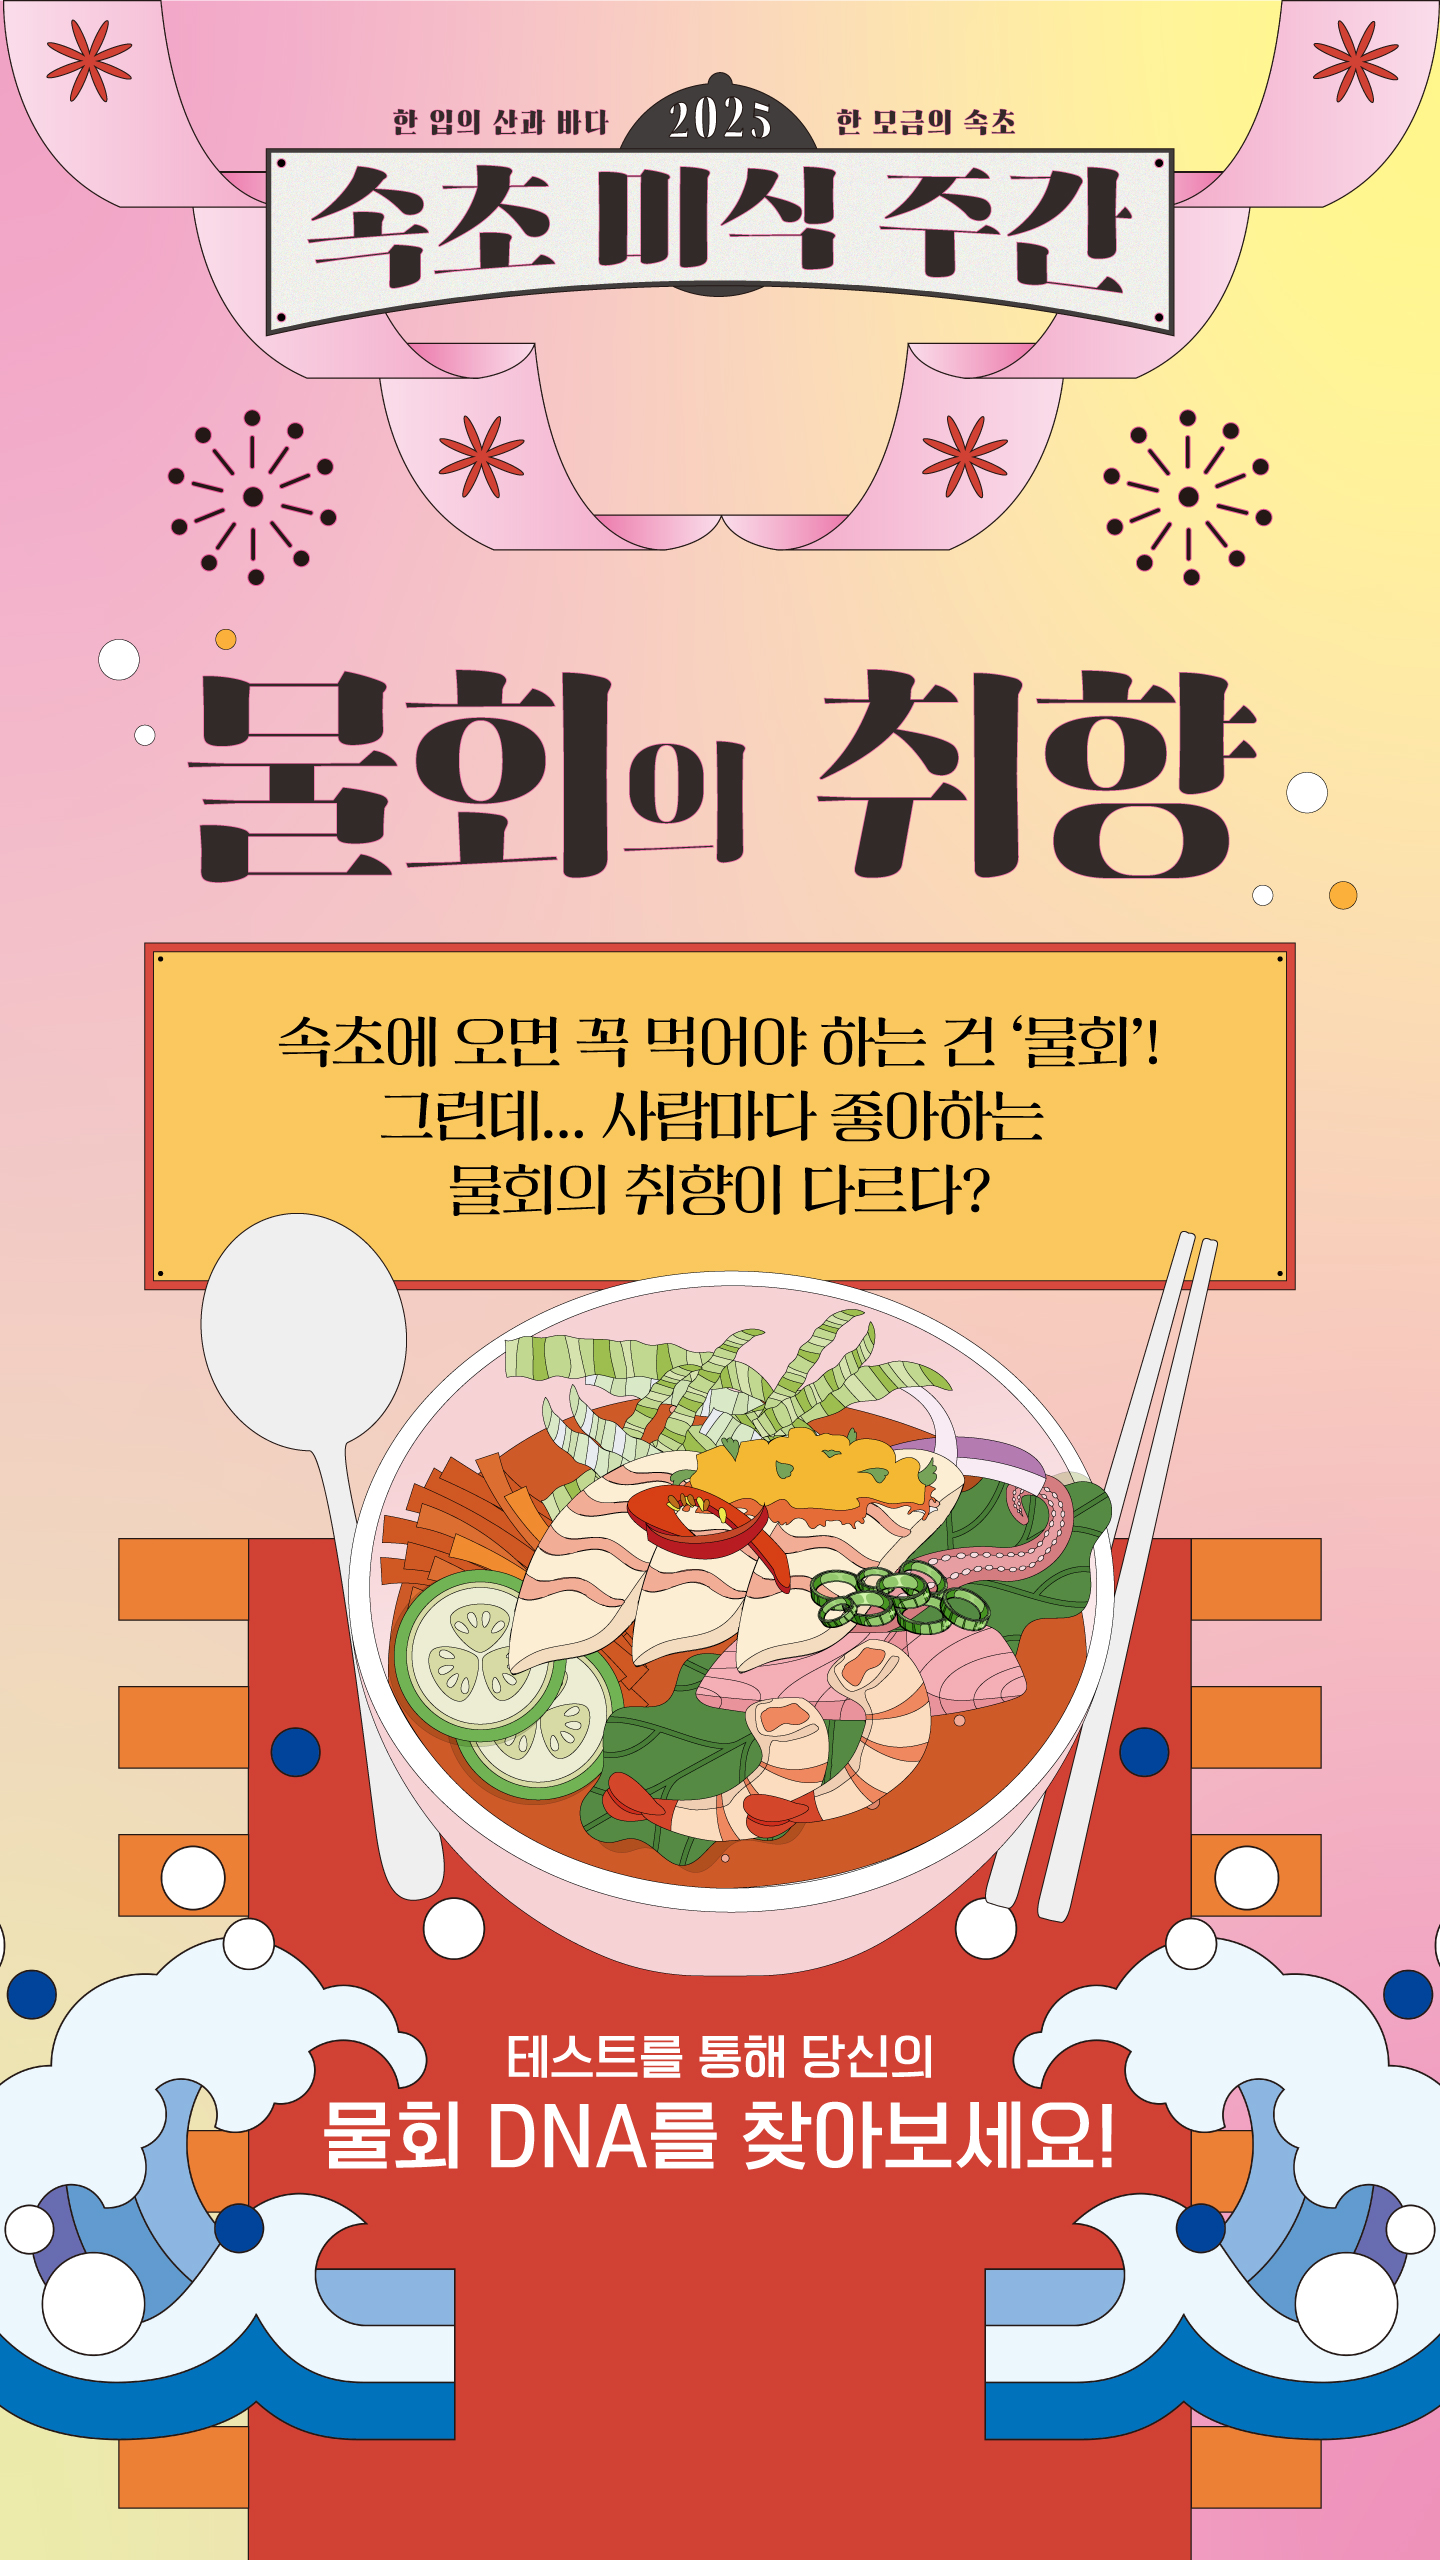 한 입의 산과 바다 2025 한 모금의 속초
속초 미식 주간
물회의 취향
속초에 오면 꼭 먹어야 하는 건 ‘물회’!
그런데... 사람마다 좋아하는
물회의 취향이 다르다?
테스트를 통해 당신의
물회 DNA를 찾아보세요!